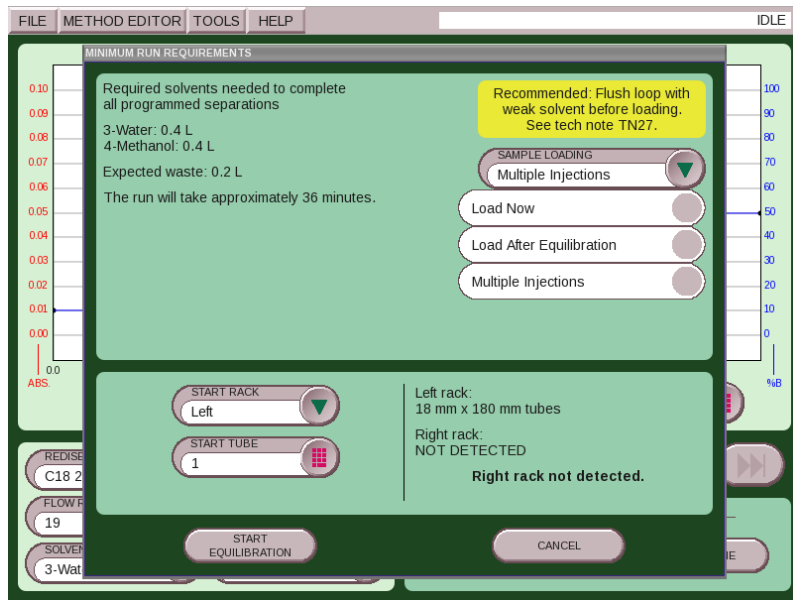 FILE METHOD EDITOR TOOLS HELP IDLE
MINIMUM RUN REQUIREMENTS
Required solvents needed to complete
all programmed separations
3-Water: 0.4 L
4-Methanol: 0.4 L
Expected waste: 0.2 L
The run will take approximately 36 minutes.
Recommended: Flush loop with
weak solvent before loading.
See tech note TN27.
SAMPLE LOADING
Multiple Injections
Load Now
Load After Equilibration
Multiple Injections
0.10
0.09
0.08
0.07
0.06
0.05
0.04
0.03
0.02
0.01
0.00
0.0
ABS.
100
90
80
70
60
50
40
30
20
10
0
%B
START RACK
Left
START TUBE
1
Left rack:
18 mm x 180 mm tubes
Right rack:
NOT DETECTED
Right rack not detected.
START
EQUILIBRATION
CANCEL
REDISE
C18 2
FLOW R
19
SOLVEN
3-Wat